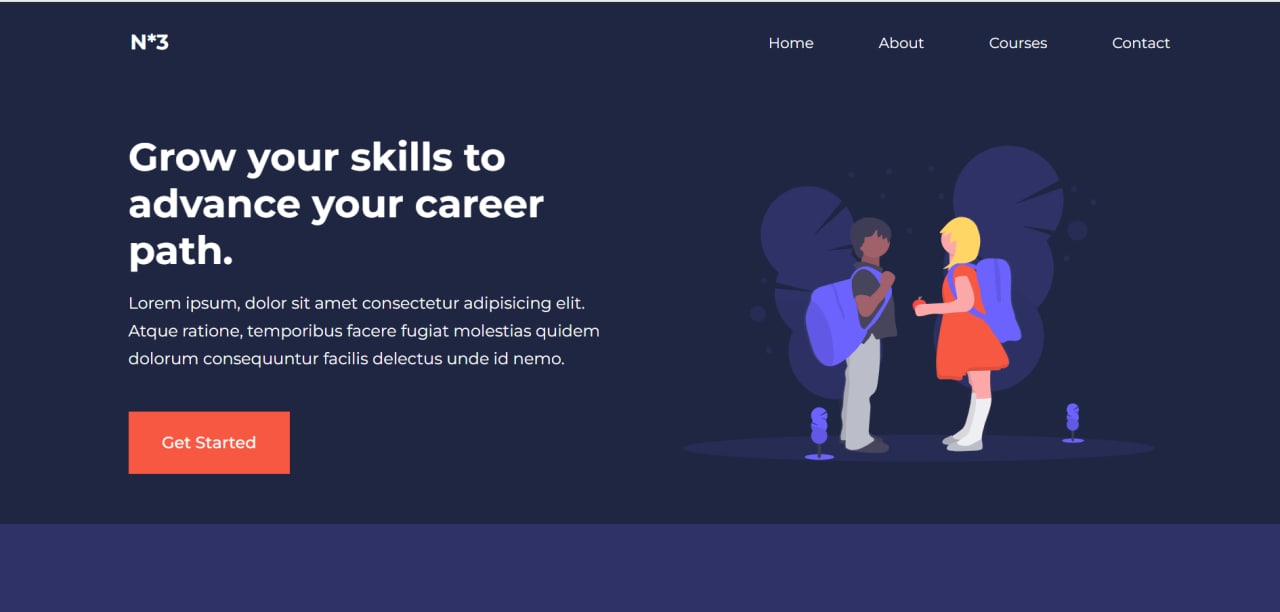 N*3
Home About Courses Contact
Grow your skills to
advance your career
path.
Lorem ipsum, dolor sit amet consectetur adipisicing elit.
Atque ratione, temporibus facere fugiat molestias quidem
dolorum consequuntur facilis delectus unde id nemo.
Get Started